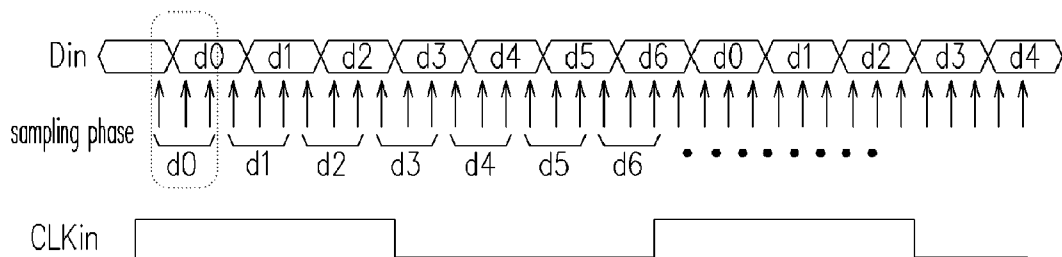 Din d0 d1 d2 d3 d4 d5 d6 d0 d1 d2 d3 d4
sampling phase
d0 d1 d2 d3 d4 d5 d6 • • • • • • • •
CLKin